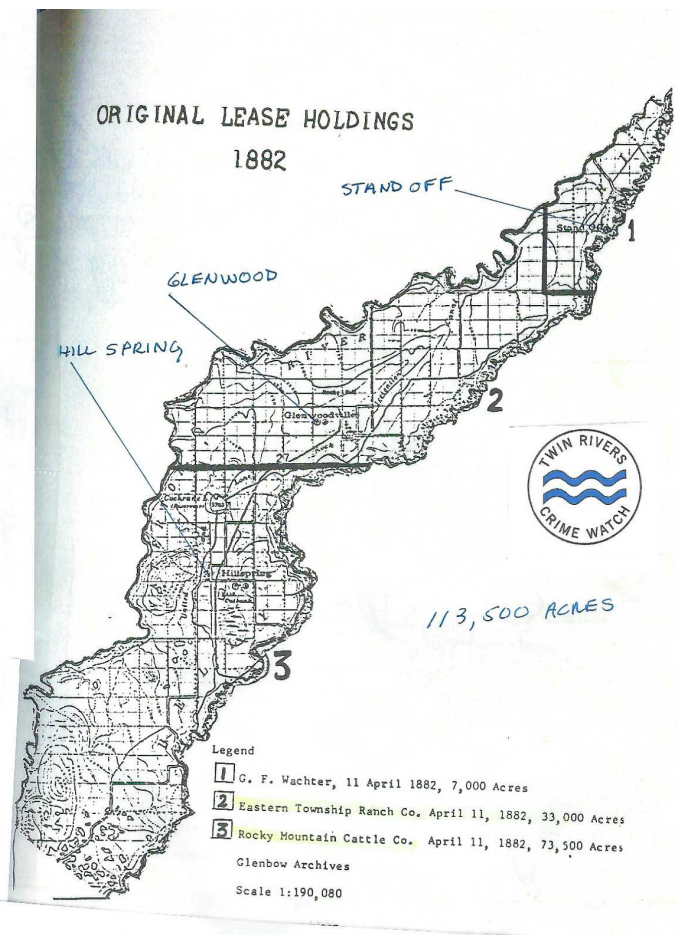 ORIGINAL LEASE HOLDINGS
1882
STAND OFF
Stand Off
1
GLENWOOD
RIVER
HILL SPRING
Glenwoodville
2
TWIN RIVERS
CRIME WATCH
Cochrane L.
Hillspring
113,500 ACRES
3
Legend
1 G. F. Wachter, 11 April 1882, 7,000 Acres
2 Eastern Township Ranch Co. April 11, 1882, 33,000 Acres
3 Rocky Mountain Cattle Co. April 11, 1882, 73,500 Acres
Glenbow Archives
Scale 1:190,080